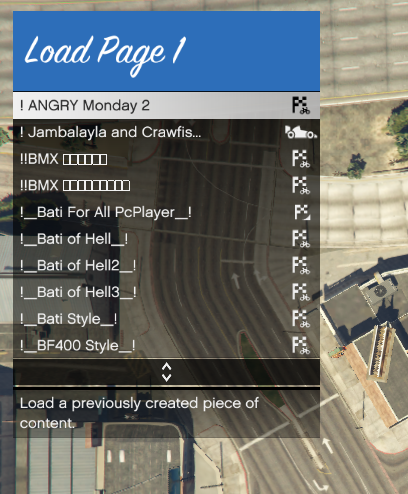 Load Page 1
! ANGRY Monday 2
! Jambalayla and Crawfis...
!!BMX
!!BMX
!__Bati For All PcPlayer__!
!__Bati of Hell__!
!__Bati of Hell2__!
!__Bati of Hell3__!
!__Bati Style__!
!__BF400 Style__!
Load a previously created piece of
content.